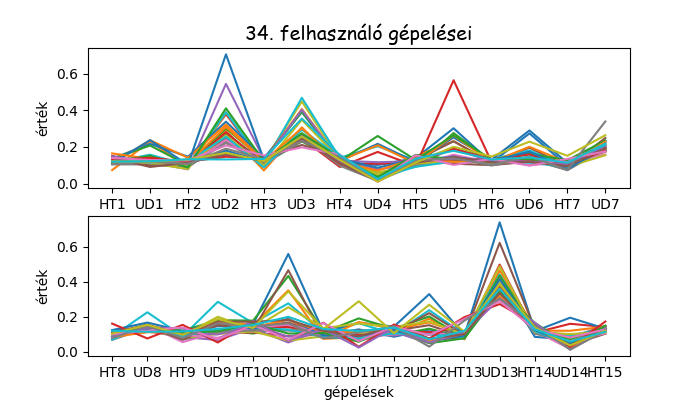 34. felhasználó gépelései
0.6
0.4
0.2
0.0
érték
HT1 UD1 HT2 UD2 HT3 UD3 HT4 UD4 HT5 UD5 HT6 UD6 HT7 UD7
0.6
0.4
0.2
0.0
érték
HT8 UD8 HT9 UD9 HT10 UD10 HT11 UD11 HT12 UD12 HT13 UD13 HT14 UD14 HT15
gépelések